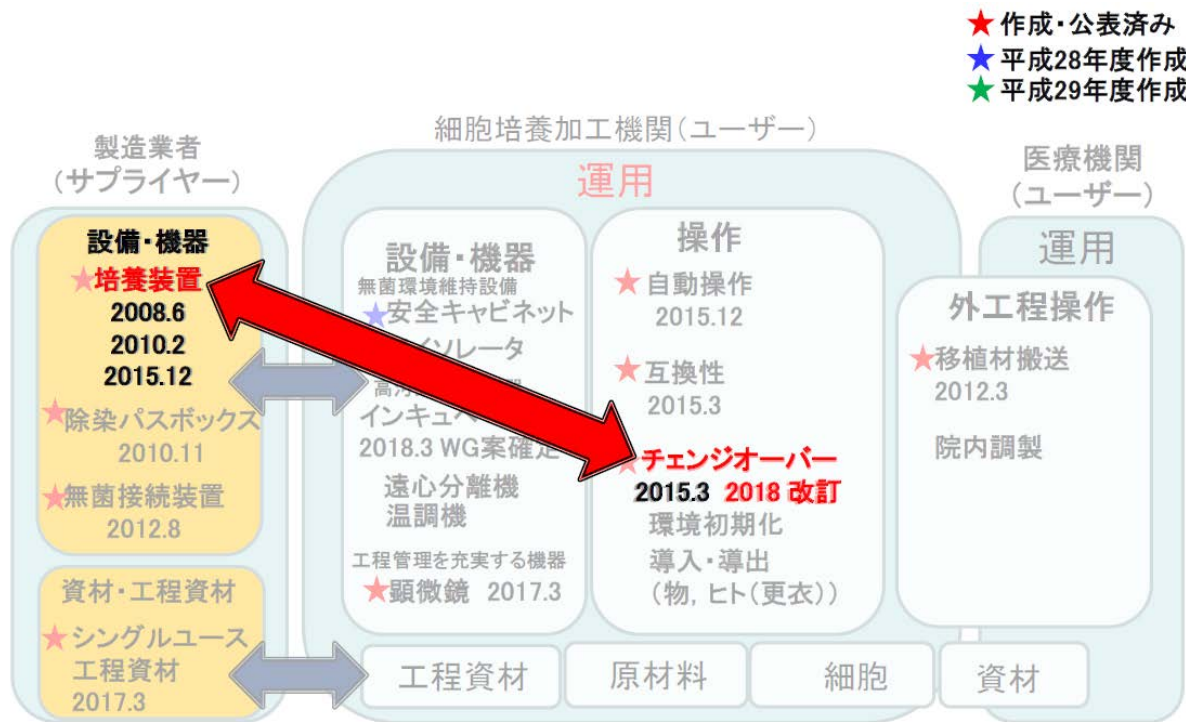 ★作成・公表済み
★平成28年度作成
★平成29年度作成
製造業者
(サプライヤー)
設備・機器
★培養装置
2008.6
2010.2
2015.12
★除染パスボックス
2010.11
★無菌接続装置
2012.8
資材・工程資材
★シングルユース
工程資材
2017.3
細胞培養加工機関(ユーザー)
運用
設備・機器
無菌環境維持設備
★安全キャビネット
ソレータ
インキュベ
2018.3 WG案確定
遠心分離機
温調機
工程管理を充実する機器
★顕微鏡 2017.3
操作
★自動操作
2015.12
★互換性
2015.3
★チェンジオーバー
2015.3 2018 改訂
環境初期化
導入・導出
(物, ヒト(更衣))
工程資材
原材料
細胞
資材
医療機関
(ユーザー)
運用
外工程操作
★移植材搬送
2012.3
院内調製